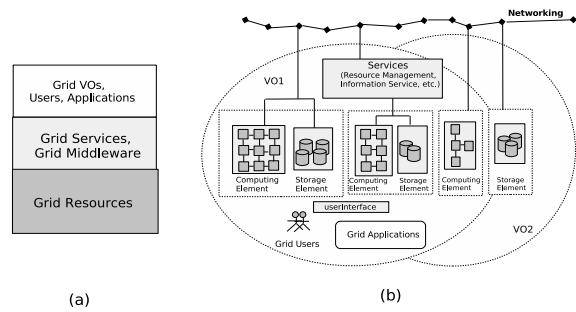 Networking
Grid VOs,
Users, Applications
Grid Services,
Grid Middleware
Grid Resources
(a)
VO1
Services
(Resource Management,
Information Service, etc.)
Computing
Element
Storage
Element
Computing
Element
Storage
Element
Computing
Element
Storage
Element
userInterface
Grid Users
Grid Applications
VO2
(b)